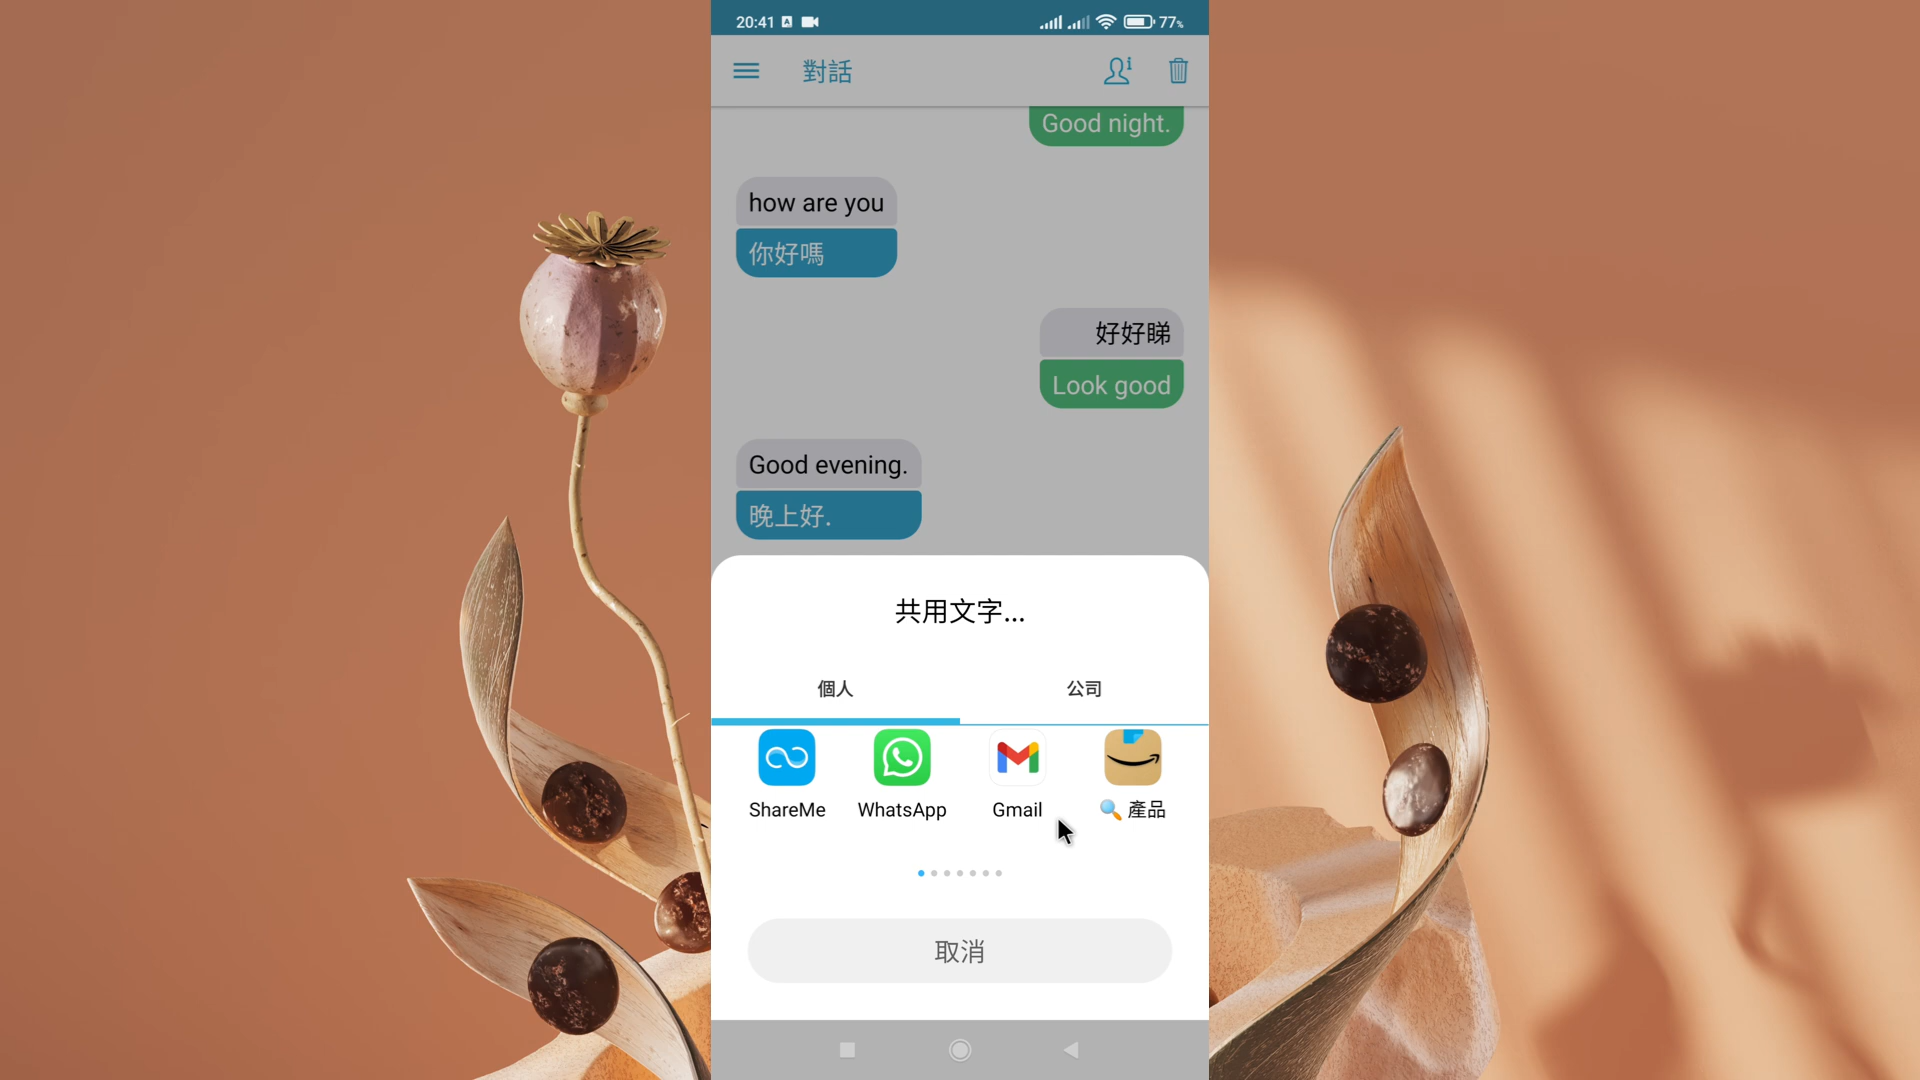 20:41
77%
對話
Good night.
how are you
你好嗎
好好睇
Look good
Good evening.
晚上好.
共用文字...
個人
公司
ShareMe
WhatsApp
Gmail
🔍 產品
取消